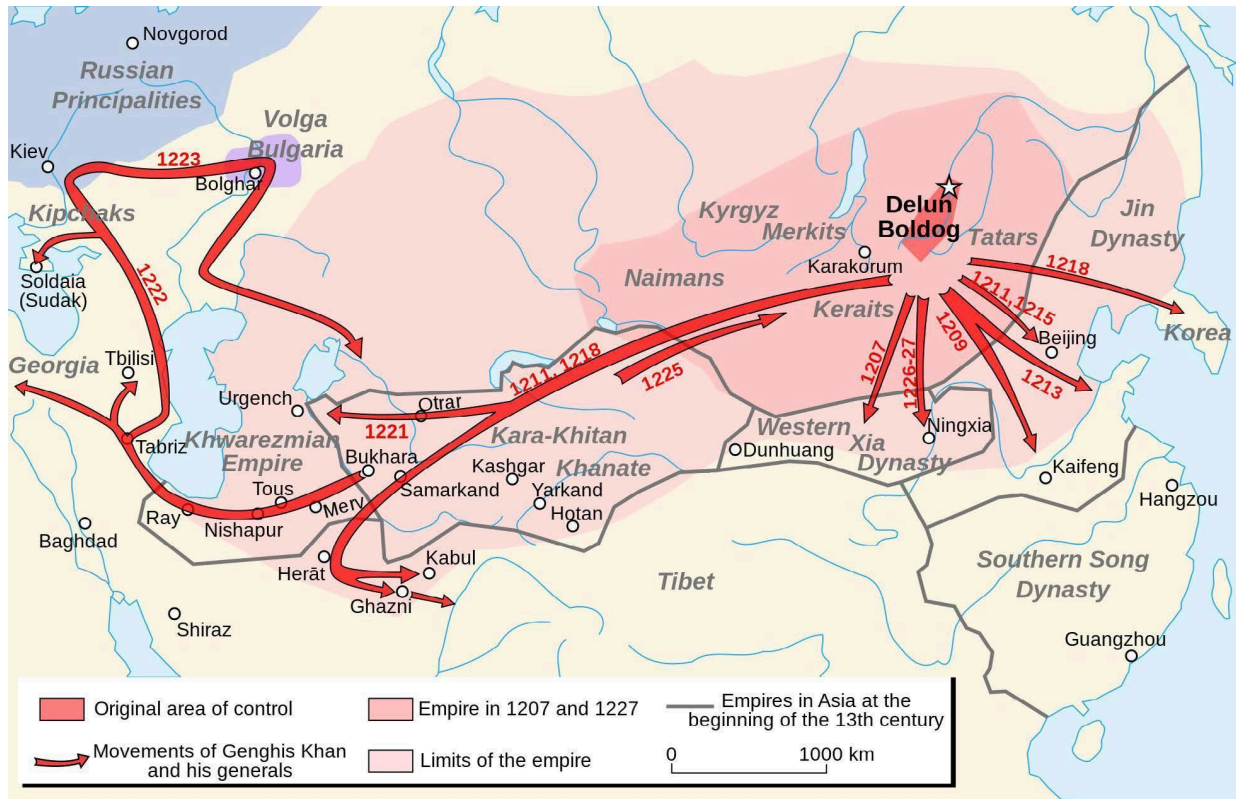 Novgorod
Russian
Principalities
Volga
Bulgaria
Kiev
1223
Bolghar
Kipchaks
Soldaia
(Sudak)
1222
Georgia
Tbilisi
Tabriz
Urgench
Khwarezmian
Empire
Otrar
1221
Bukhara
Samarkand
Tous
Merv
Ray
Nishapur
Baghdad
Herāt
Kabul
Ghazni
Shiraz
Kara-Khitan
Khanate
Kashgar
Yarkand
Hotan
1211, 1218
1225
Kyrgyz
Merkits
Naimans
Keraits
Tatars
Delun
Boldog
Karakorum
Jin
Dynasty
1218
1211,1215
1209
1213
1207
1226-27
Beijing
Korea
Western
Xia
Dynasty
Ningxia
Dunhuang
Kaifeng
Hangzou
Tibet
Southern Song
Dynasty
Guangzhou
Original area of control
Movements of Genghis Khan
and his generals
Empire in 1207 and 1227
Limits of the empire
Empires in Asia at the
beginning of the 13th century
0 1000 km